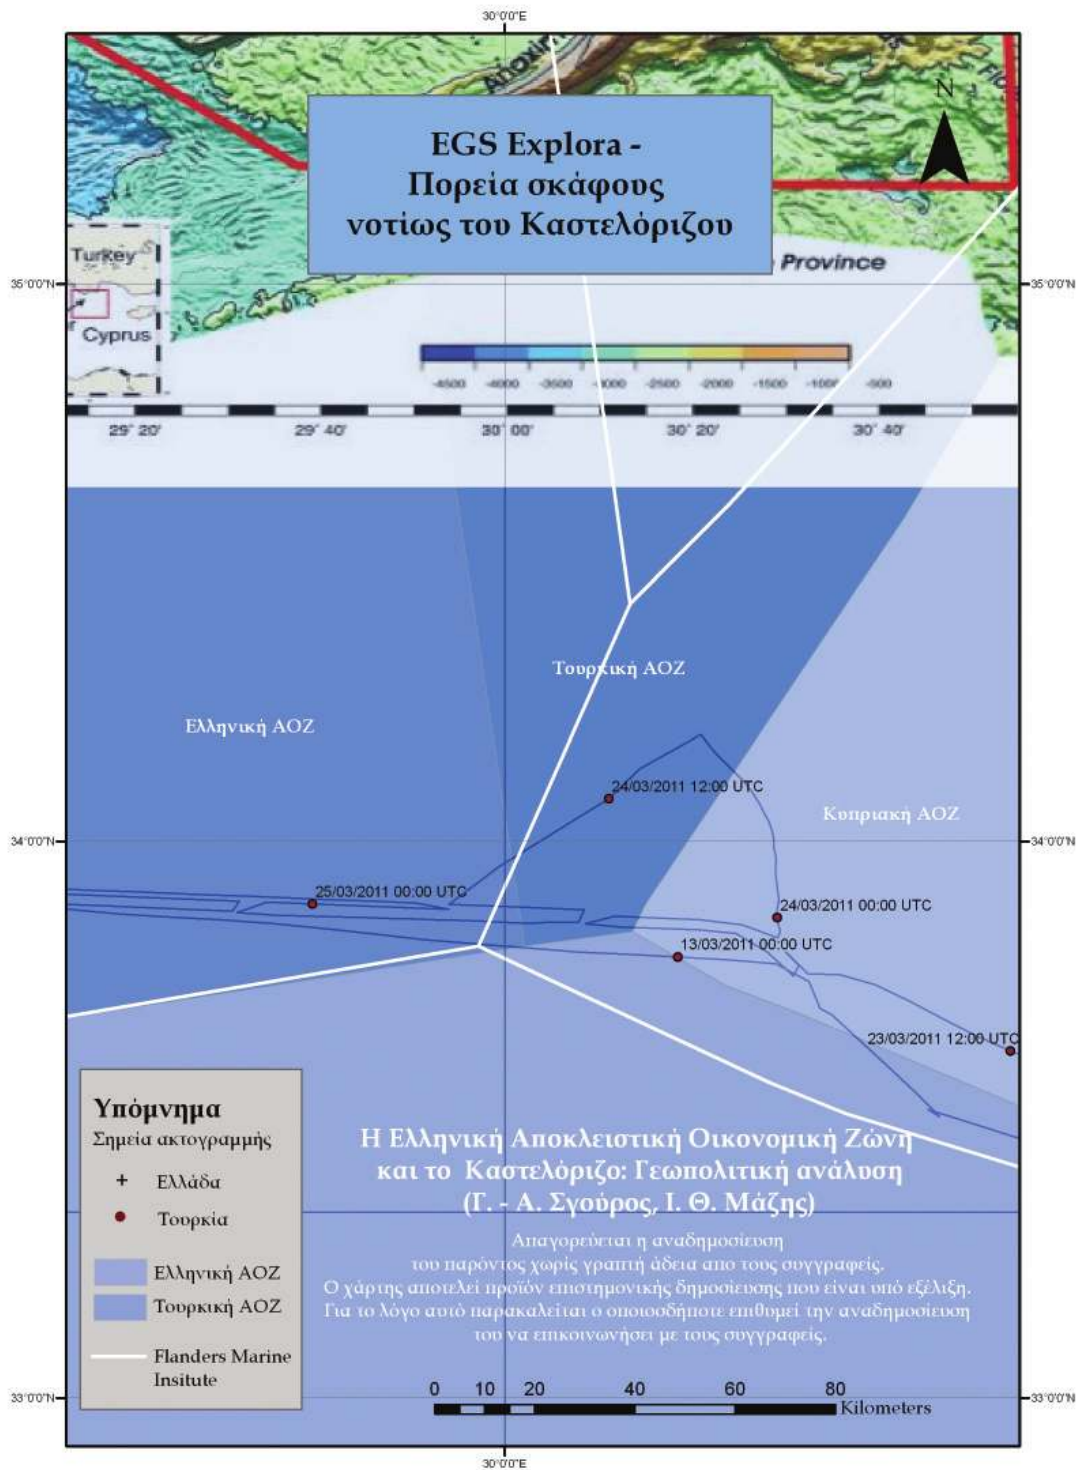 30°0'0"E
N
EGS Explora -
Πορεία σκάφους
νοτίως του Καστελόριζου
Turkey
Cyprus
Province
35°0'0"N
35°0'0"N
-4500 -4000 -3500 -3000 -2500 -2000 -1500 -1000 -500
29° 20' 29° 40' 30° 00' 30° 20' 30° 40'
Τουρκική ΑΟΖ
Ελληνική ΑΟΖ
24/03/2011 12:00 UTC
Κυπριακή ΑΟΖ
34°0'0"N
34°0'0"N
25/03/2011 00:00 UTC
24/03/2011 00:00 UTC
13/03/2011 00:00 UTC
23/03/2011 12:00 UTC
Υπόμνημα
Σημεία ακτογραμμής
Ελλάδα
Τουρκία
Ελληνική ΑΟΖ
Τουρκική ΑΟΖ
Flanders Marine
Insitute
Η Ελληνική Αποκλειστική Οικονομική Ζώνη
και το Καστελόριζο: Γεωπολιτική ανάλυση
(Γ. - Α. Σγούρος, Ι. Θ. Μάζης)
Απαγορεύεται η αναδημοσίευση
του παρόντος χωρίς γραπτή άδεια απο τους συγγραφείς.
Ο χάρτης αποτελεί προϊόν επιστημονικής δημοσίευσης που είναι υπό εξέλιξη.
Για το λόγο αυτό παρακαλείται ο οποιοσδήποτε επιθυμεί την αναδημοσίευση
του να επικοινωνήσει με τους συγγραφείς.
0 10 20 40 60 80
Kilometers
33°0'0"N
33°0'0"N
30°0'0"E